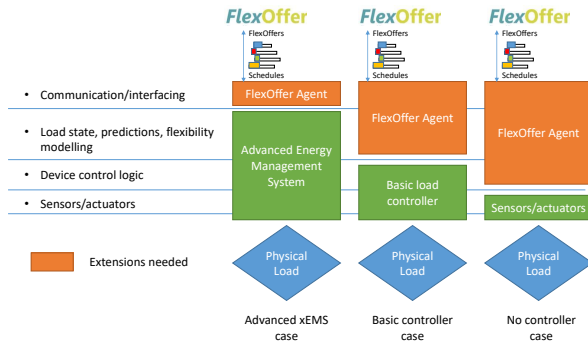 FlexOffer FlexOffer FlexOffer
FlexOffers FlexOffers FlexOffers
Schedules Schedules Schedules
• Communication/interfacing
FlexOffer Agent
• Load state, predictions, flexibility
modelling
• Device control logic
• Sensors/actuators
Advanced Energy
Management
System
FlexOffer Agent
Basic load
controller
FlexOffer Agent
Sensors/actuators
Extensions needed
Physical
Load
Physical
Load
Physical
Load
Advanced xEMS
case
Basic controller
case
No controller
case